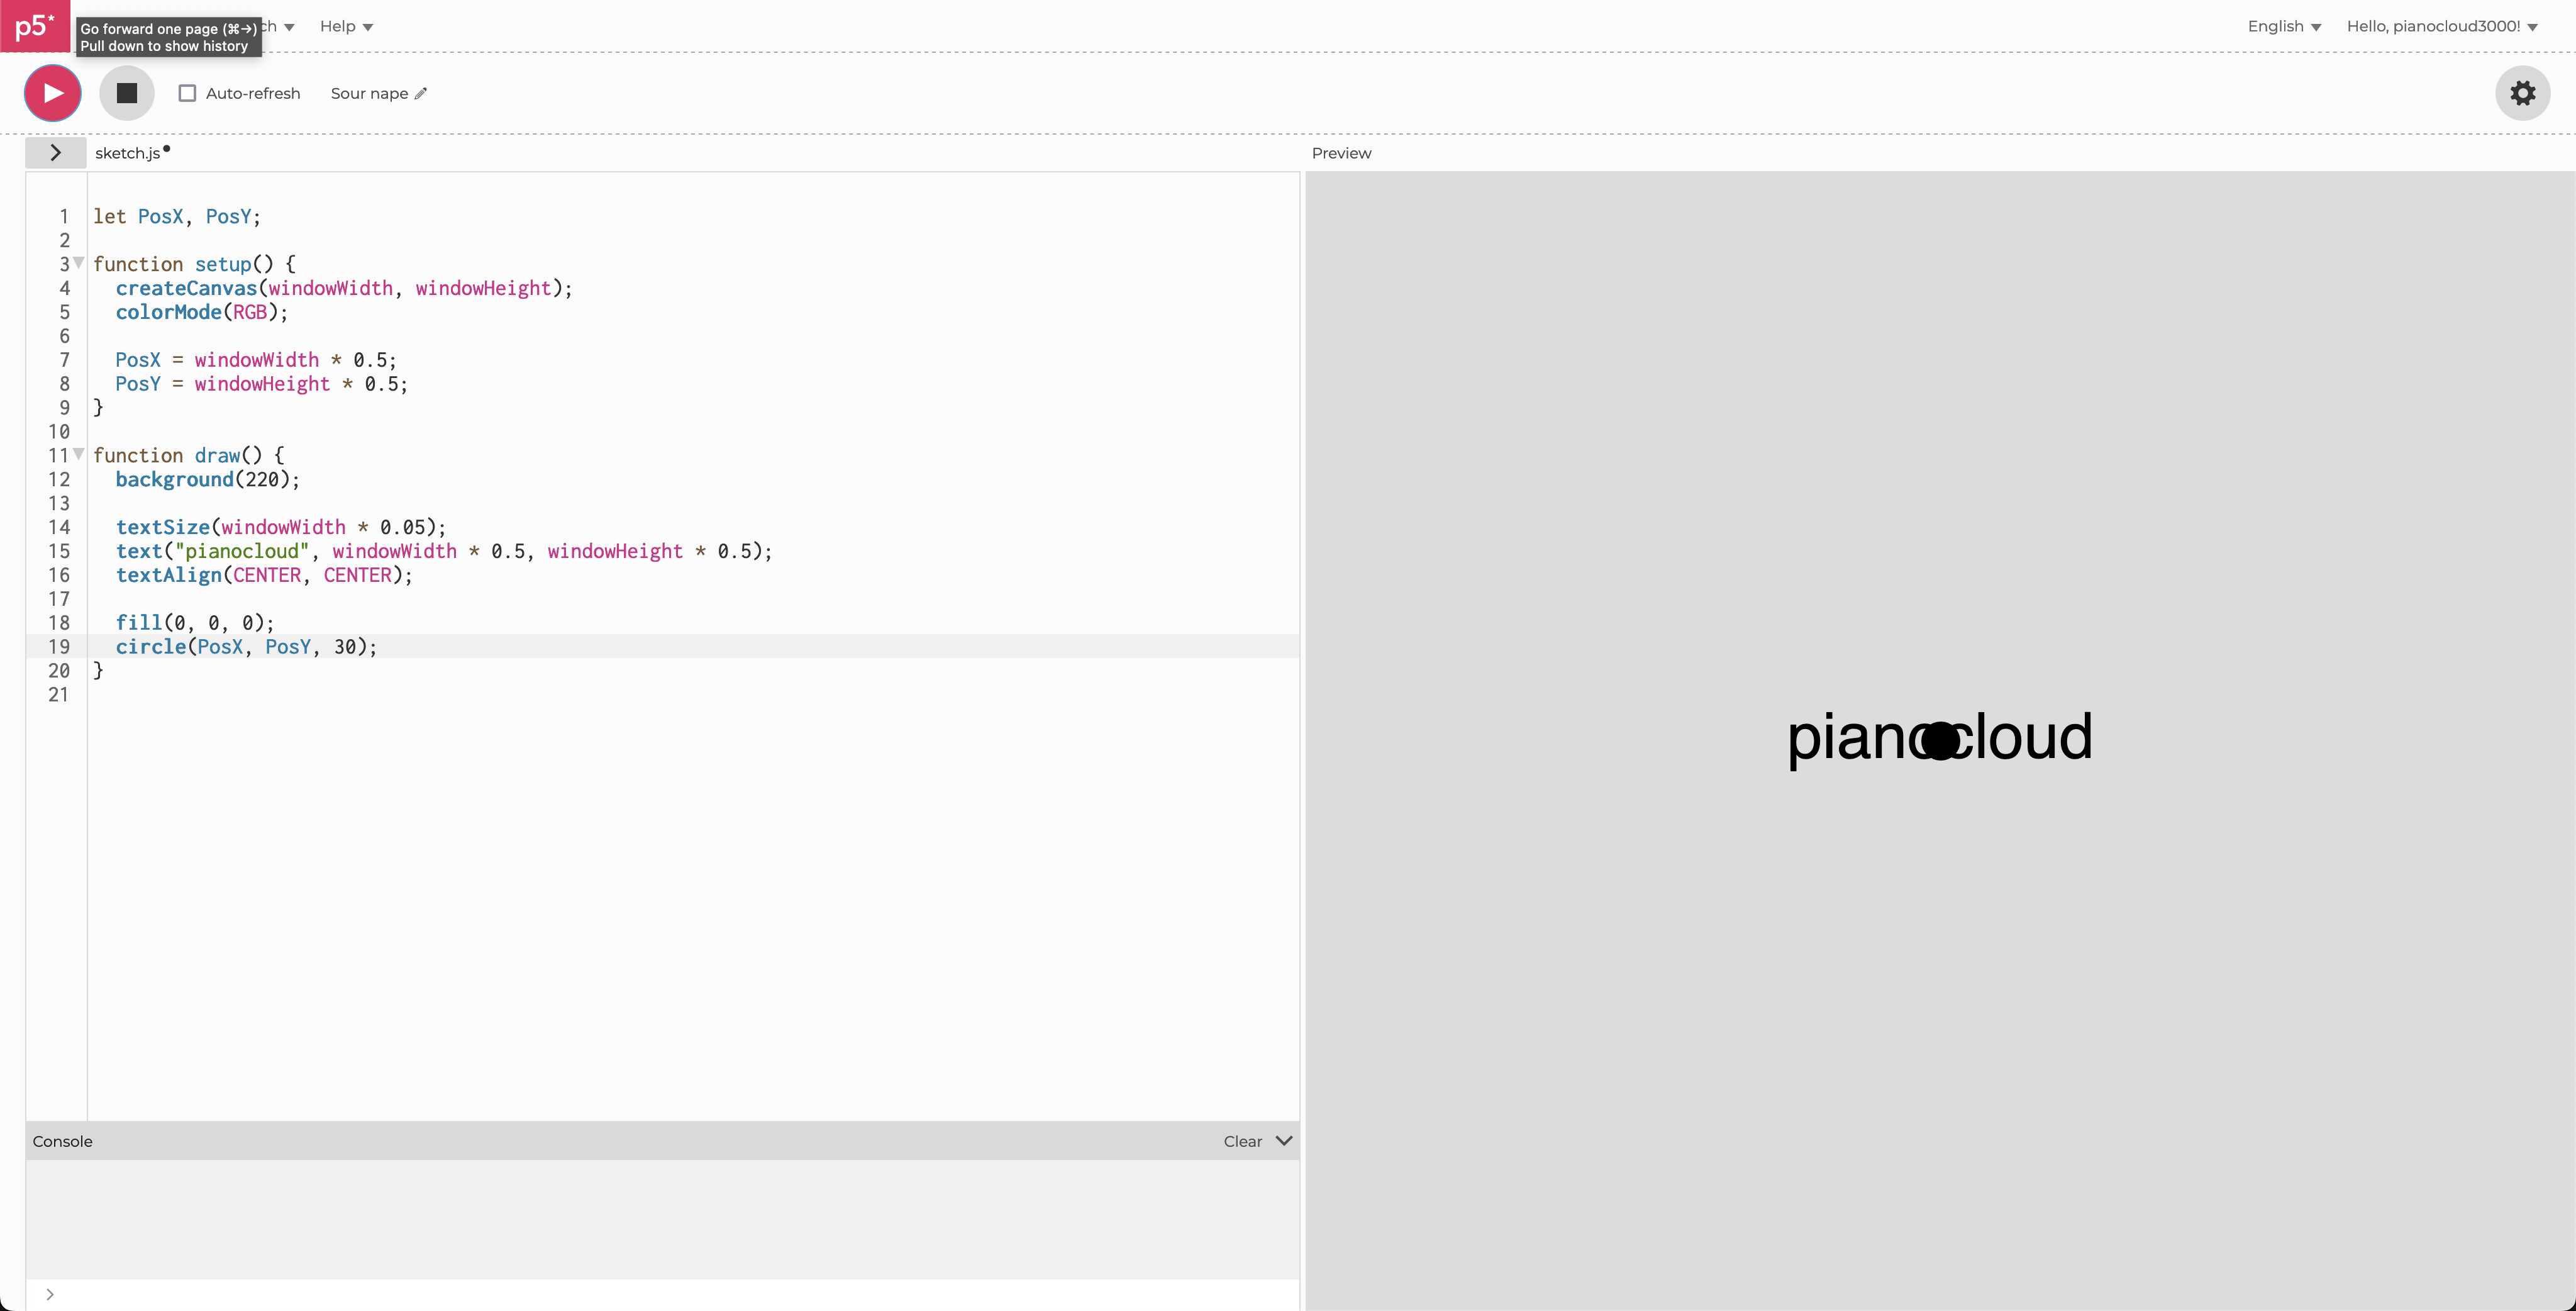 p5*
Go forward one page (⌘→)
Pull down to show history
ch
Help
English
Hello, pianocloud3000!
Auto-refresh
Sour nape
sketch.js
Preview
1 let PosX, PosY;
2
3 function setup() {
4 createCanvas(windowWidth, windowHeight);
5 colorMode(RGB);
6
7 PosX = windowWidth * 0.5;
8 PosY = windowHeight * 0.5;
9 }
10
11 function draw() {
12 background(220);
13
14 textSize(windowWidth * 0.05);
15 text("pianocloud", windowWidth * 0.5, windowHeight * 0.5);
16 textAlign(CENTER, CENTER);
17
18 fill(0, 0, 0);
19 circle(PosX, PosY, 30);
20 }
21
pianocloud
Console
Clear
>